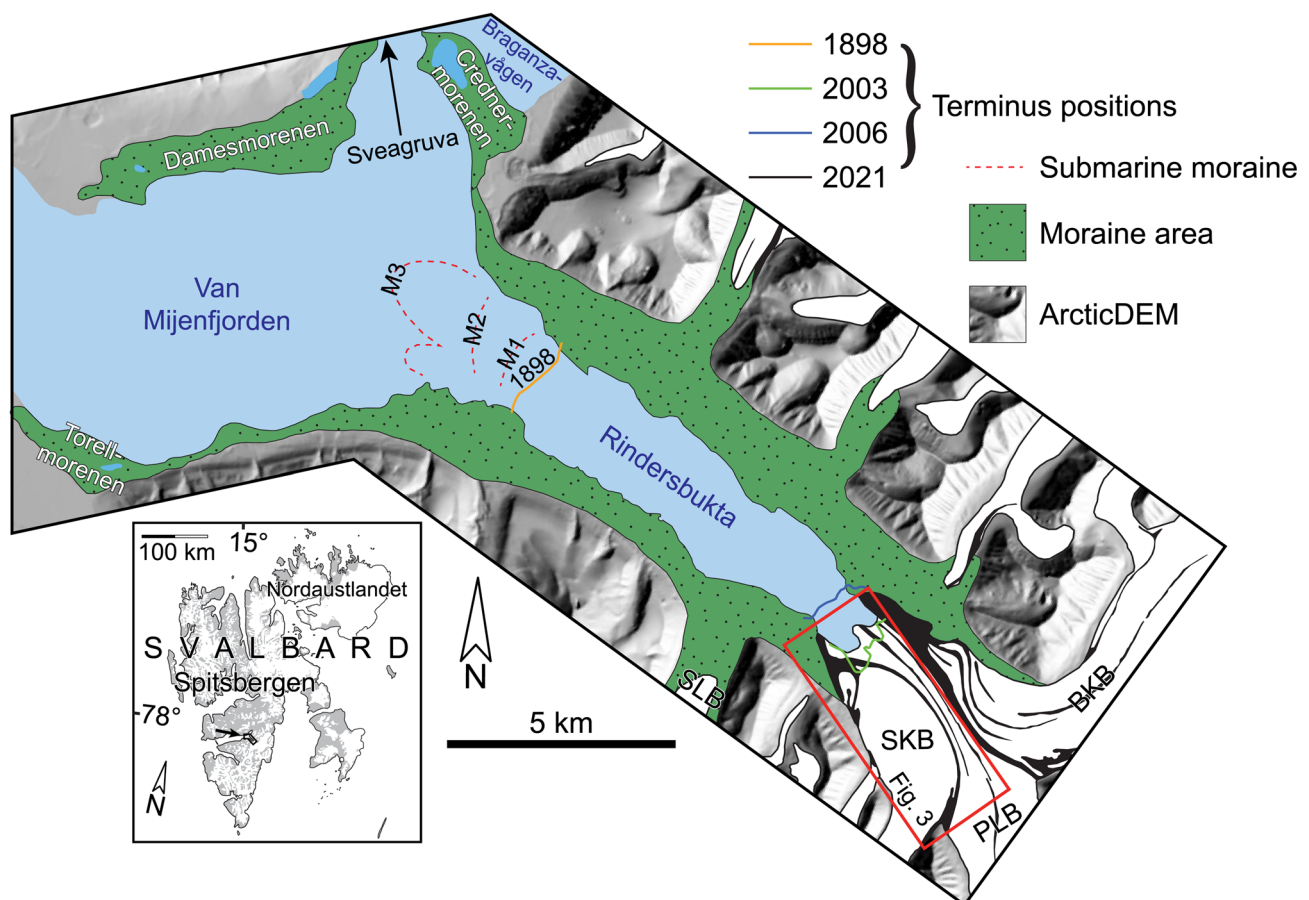 Braganza-
vågen
Credner-
morenen
Damesmorenen
Sveagruva
1898
2003
2006
2021
Terminus positions
Submarine moraine
Moraine area
ArcticDEM
Van
Mijenfjorden
M3
M2
M1
1898
Rindersbukta
Torell-
morenen
100 km
15°
Nordaustlandet
SVALBARD
Spitsbergen
78°
N
N
5 km
SLB
SKB
BKB
PLB
Fig. 3